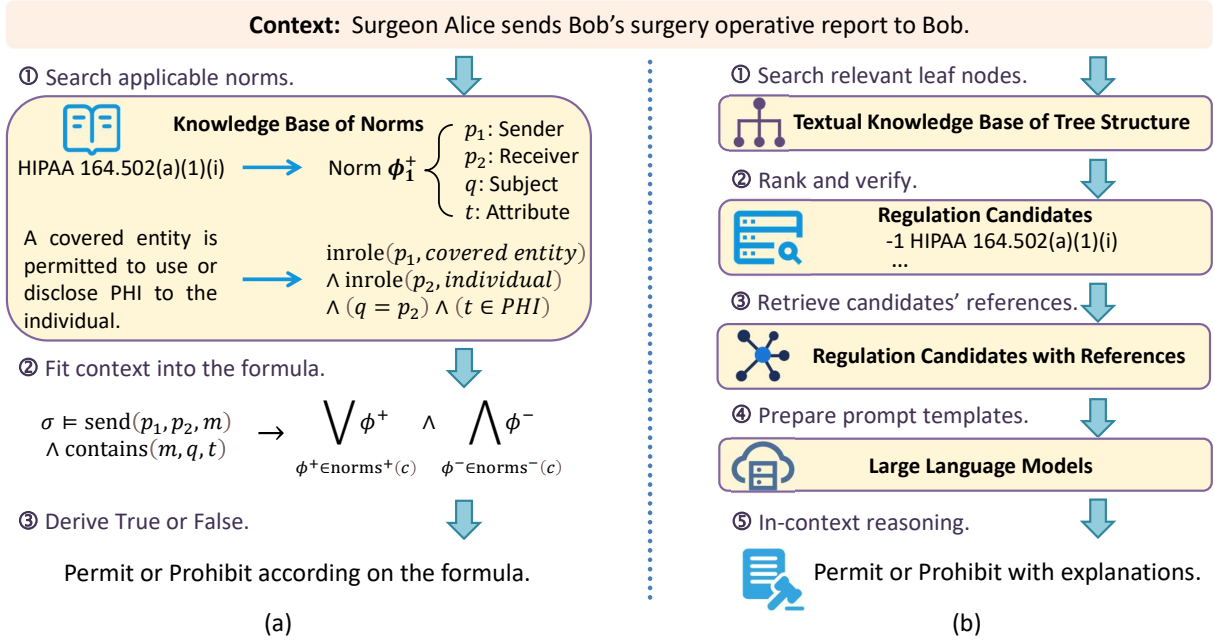 Context: Surgeon Alice sends Bob's surgery operative report to Bob.
① Search applicable norms.
Knowledge Base of Norms
HIPAA 164.502(a)(1)(i)
Norm ϕ₁⁺
p₁: Sender
p₂: Receiver
q: Subject
t: Attribute
A covered entity is
permitted to use or
disclose PHI to the
individual.
inrole(p₁, covered entity)
∧ inrole(p₂, individual)
∧ (q = p₂) ∧ (t ∈ PHI)
② Fit context into the formula.
σ ⊨ send(p₁, p₂, m)
∧ contains(m, q, t)
→ ⋁ ϕ⁺ ∧ ⋀ ϕ⁻
ϕ⁺∈norms⁺(c) ϕ⁻∈norms⁻(c)
③ Derive True or False.
Permit or Prohibit according on the formula.
(a)
① Search relevant leaf nodes.
Textual Knowledge Base of Tree Structure
② Rank and verify.
Regulation Candidates
-1 HIPAA 164.502(a)(1)(i)
...
③ Retrieve candidates' references.
Regulation Candidates with References
④ Prepare prompt templates.
Large Language Models
⑤ In-context reasoning.
Permit or Prohibit with explanations.
(b)